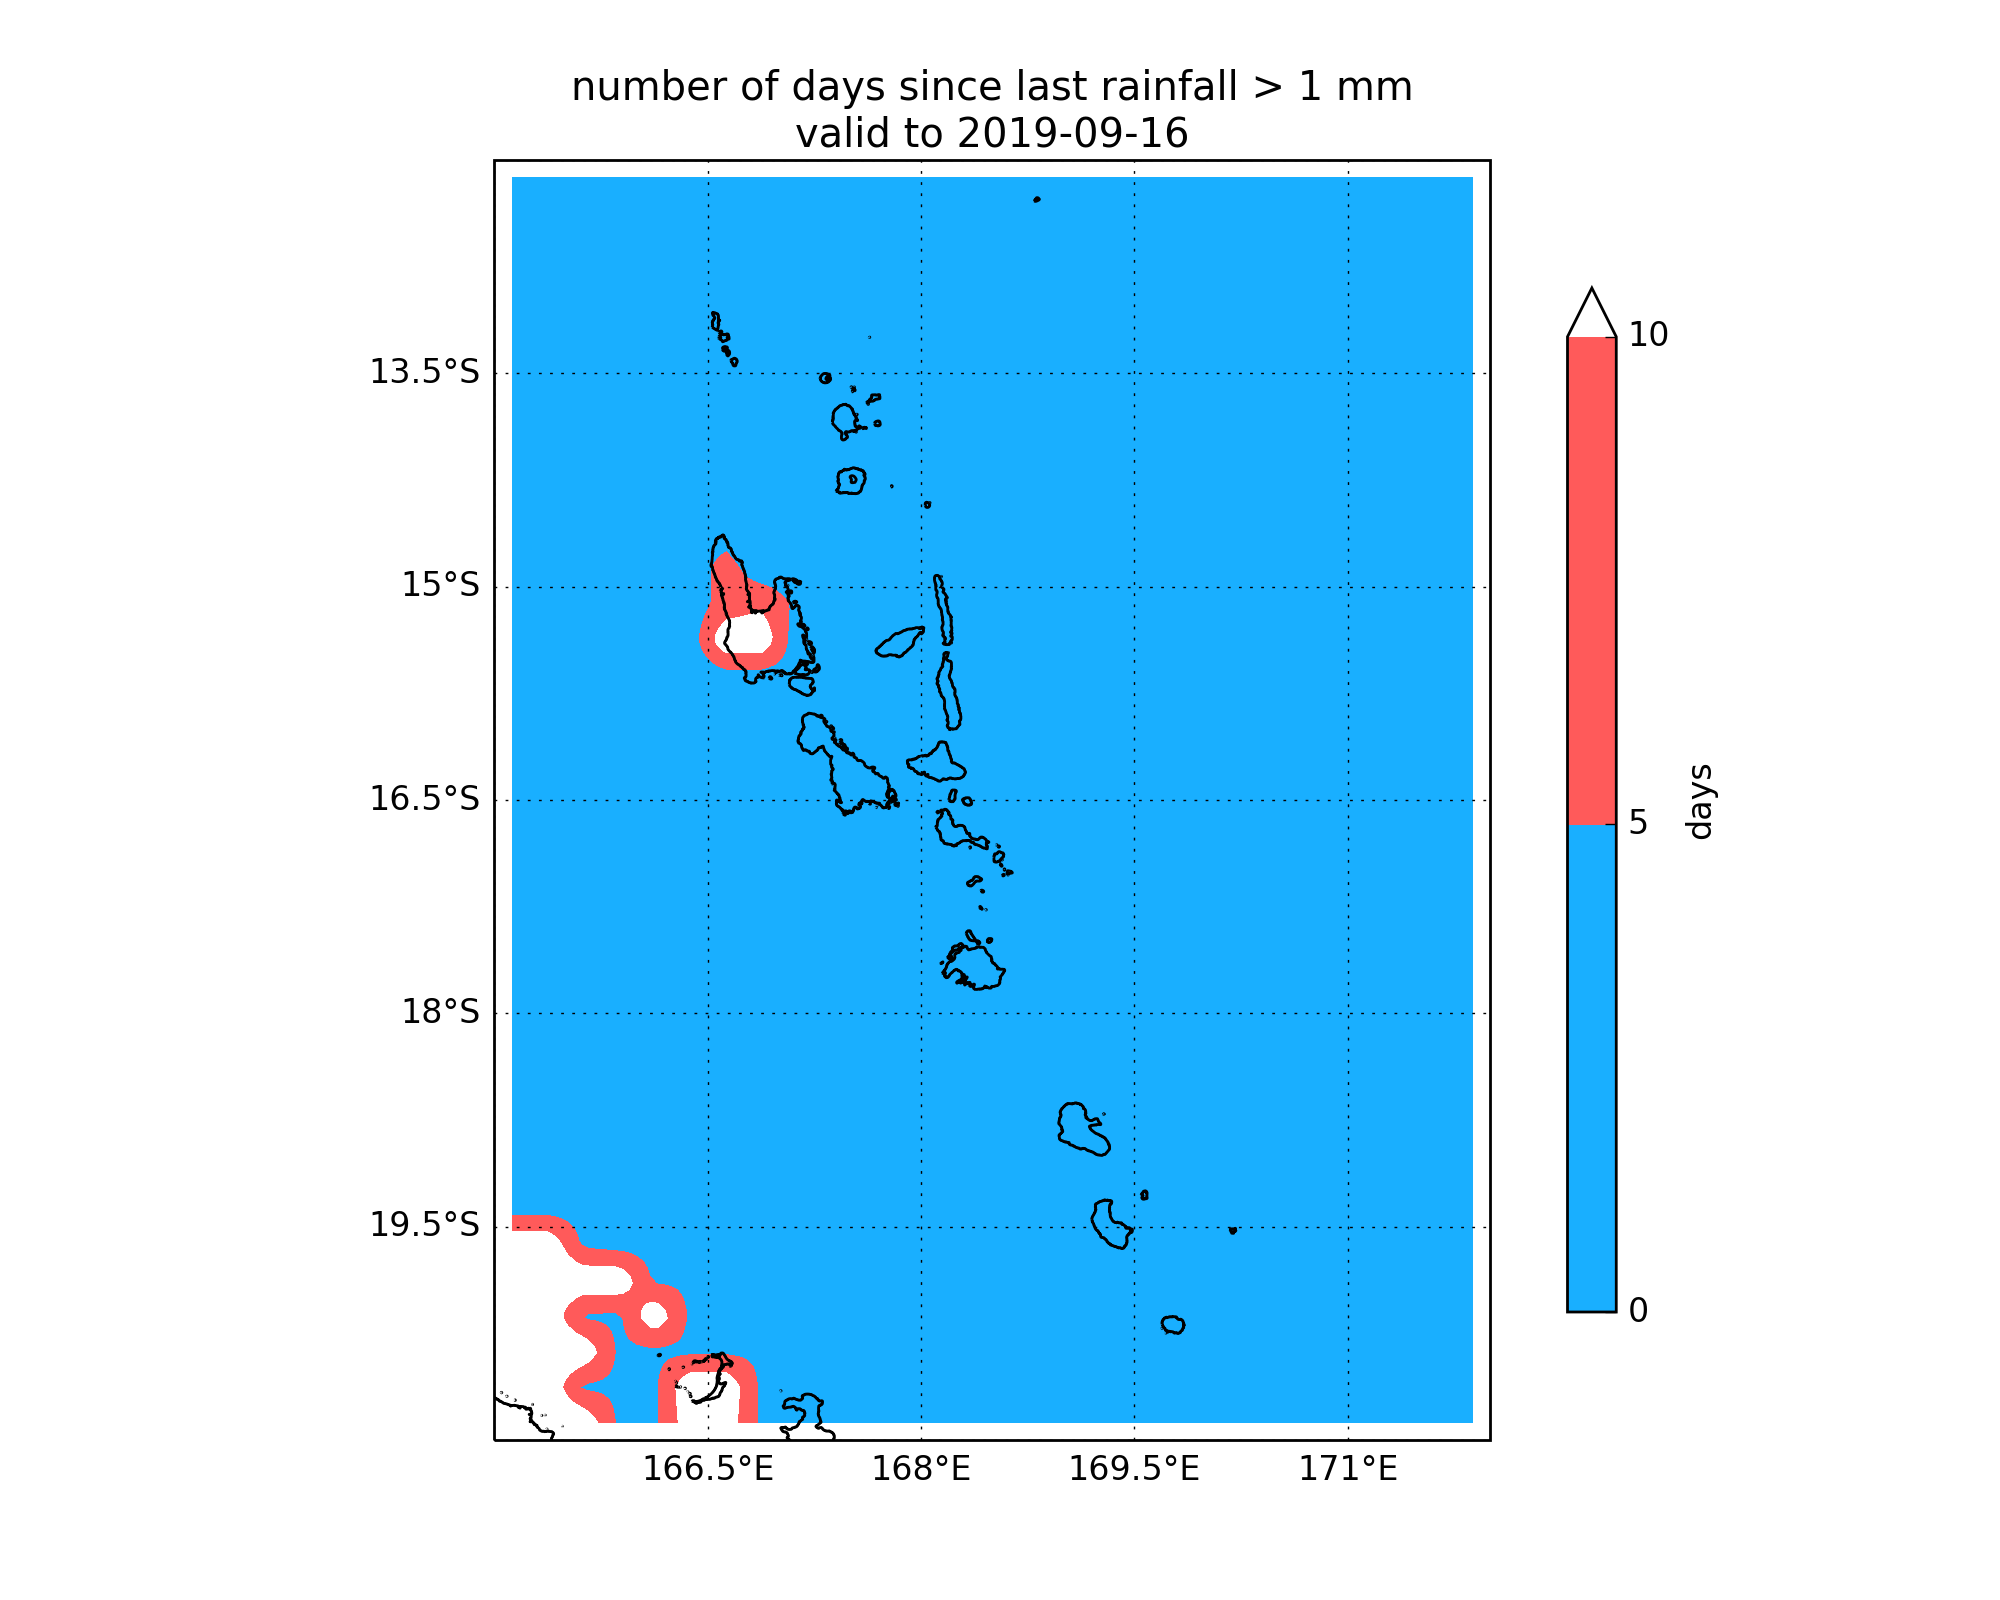 number of days since last rainfall > 1 mm
valid to 2019-09-16
13.5°S
15°S
16.5°S
18°S
19.5°S
166.5°E
168°E
169.5°E
171°E
10
5
0
days